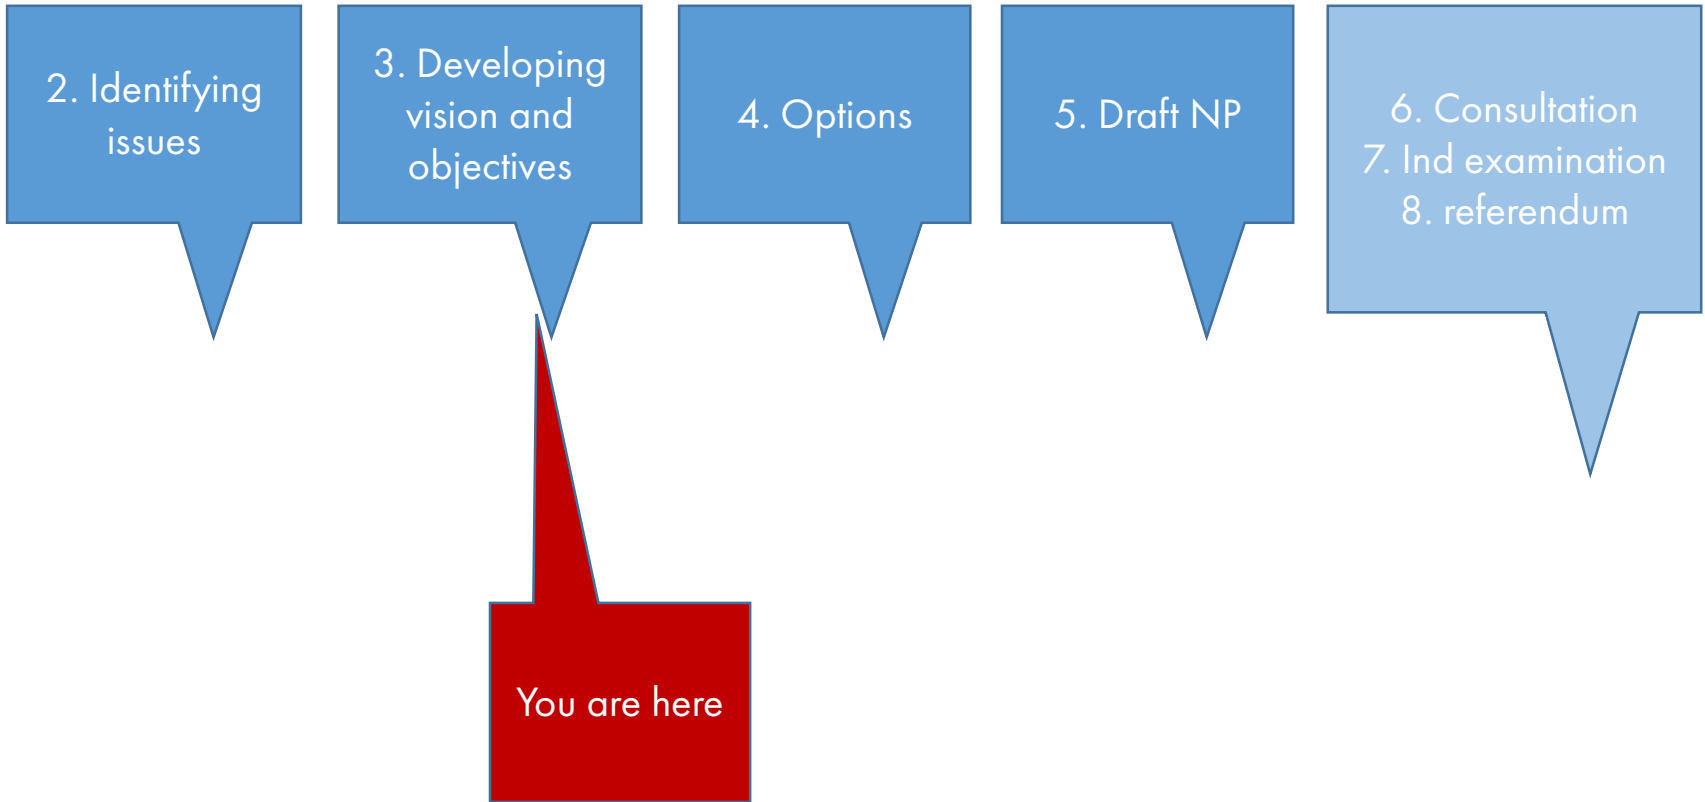 2. Identifying
issues
3. Developing
vision and
objectives
4. Options
5. Draft NP
6. Consultation
7. Ind examination
8. referendum
You are here